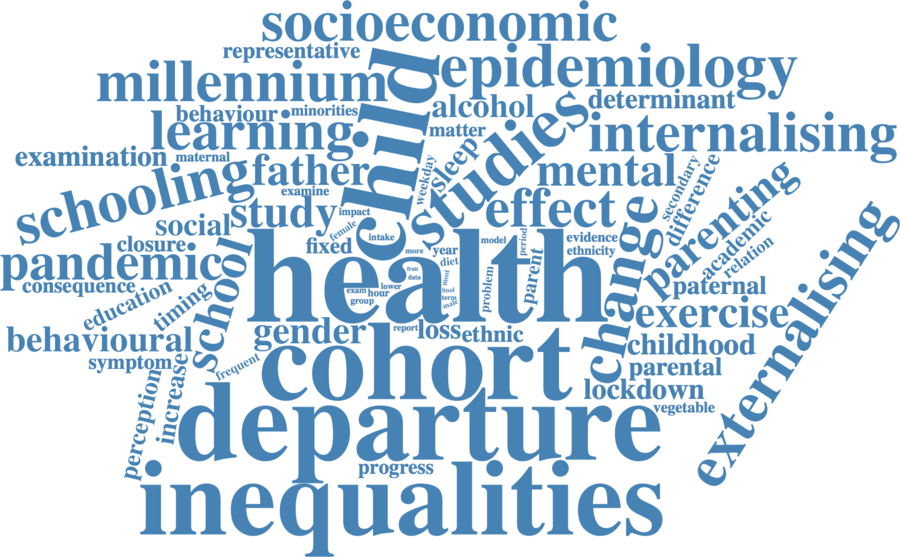 socioeconomic
representative
child
epidemiology
millennium
behaviour
minorities
alcohol
determinant
learning
matter
studies
internalising
examination
maternal
father
weekday
sleep
mental
secondary
difference
schooling
examine
study
impact
effect
change
parenting
social
female
intake
closure
fixed
more
year
model
period
evidence
ethnicity
academic
relation
pandemic
school
health
diet
fruit
data
most
problem
parent
externalising
consequence
education
timing
exam
hour
lower
group
final
term
male
paternal
exercise
behavioural
gender
report
loss
ethnic
childhood
symptom
frequent
cohort
parental
perception
increase
lockdown
departure
vegetable
progress
inequalities